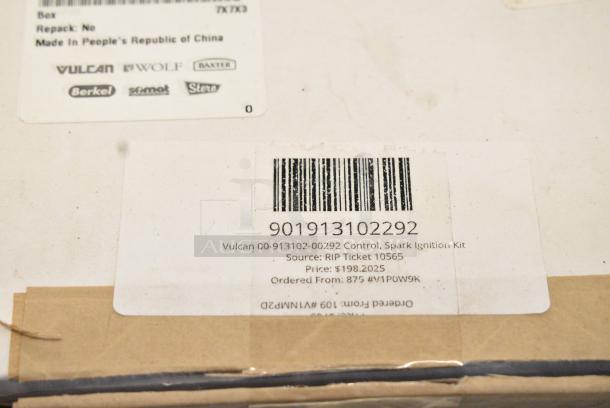 Box 7X7X3
Repack: No
Made In People's Republic of China
VULCAN WOLF BAXTER
Berkel somat Stero
0
901913102292
Vulcan 00-913102-00292 Control, Spark Ignition Kit
Source: RIP Ticket 10565
Price: $198.2025
Ordered From: 875 #V1P0W9K
Ordered From: 109 #V1NMP2D